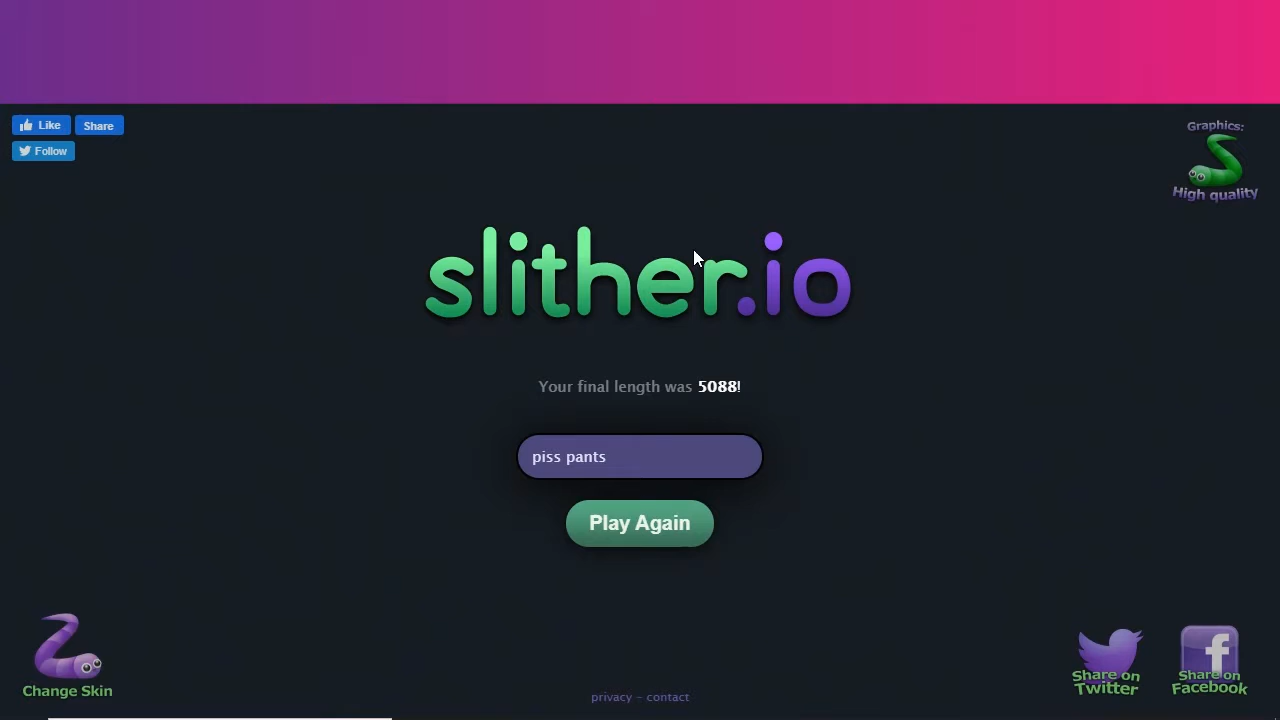 Like Share
Follow
Graphics:
High quality
slither.io
Your final length was 5088!
piss pants
Play Again
Change Skin
privacy - contact
Share on
Twitter
Share on
Facebook